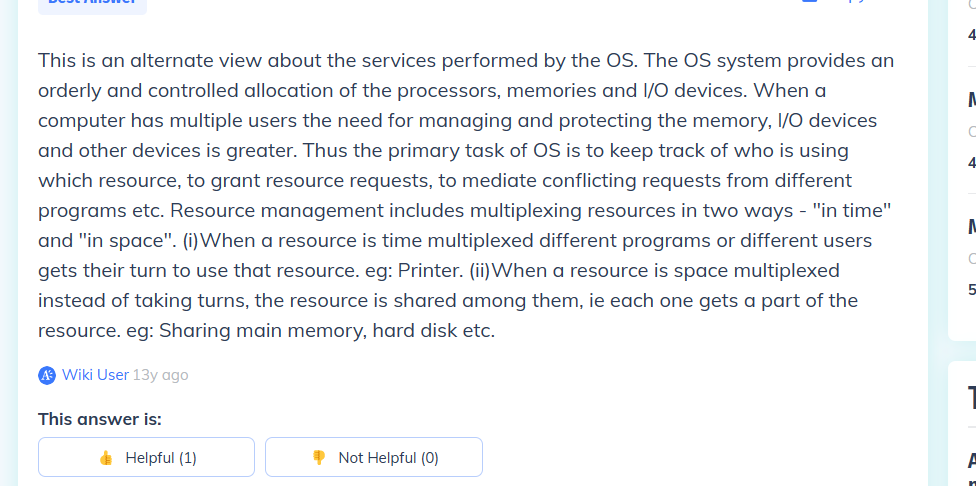 Best Answer
This is an alternate view about the services performed by the OS. The OS system provides an
orderly and controlled allocation of the processors, memories and I/O devices. When a
computer has multiple users the need for managing and protecting the memory, I/O devices
and other devices is greater. Thus the primary task of OS is to keep track of who is using
which resource, to grant resource requests, to mediate conflicting requests from different
programs etc. Resource management includes multiplexing resources in two ways - "in time"
and "in space". (i)When a resource is time multiplexed different programs or different users
gets their turn to use that resource. eg: Printer. (ii)When a resource is space multiplexed
instead of taking turns, the resource is shared among them, ie each one gets a part of the
resource. eg: Sharing main memory, hard disk etc.
Wiki User 13y ago
This answer is:
Helpful (1)
Not Helpful (0)